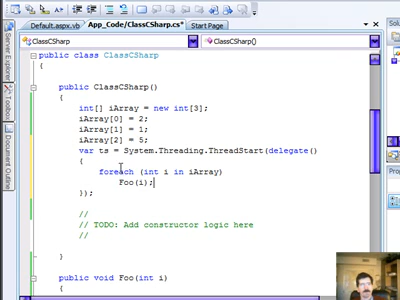 Default.aspx.vb App_Code/ClassCSharp.cs* Start Page
ClassCSharp ClassCSharp()
public class ClassCSharp
{
public ClassCSharp()
{
int[] iArray = new int[3];
iArray[0] = 2;
iArray[1] = 1;
iArray[2] = 5;
var ts = System.Threading.ThreadStart(delegate()
{
foreach (int i in iArray)
Foo(i);
});
//
// TODO: Add constructor logic here
//
}
public void Foo(int i)
{
Server Explorer
Toolbox
Document Outline